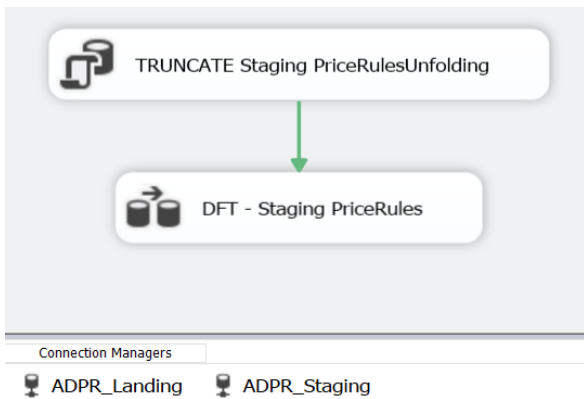 TRUNCATE Staging PriceRulesUnfolding
DFT - Staging PriceRules
Connection Managers
ADPR_Landing ADPR_Staging